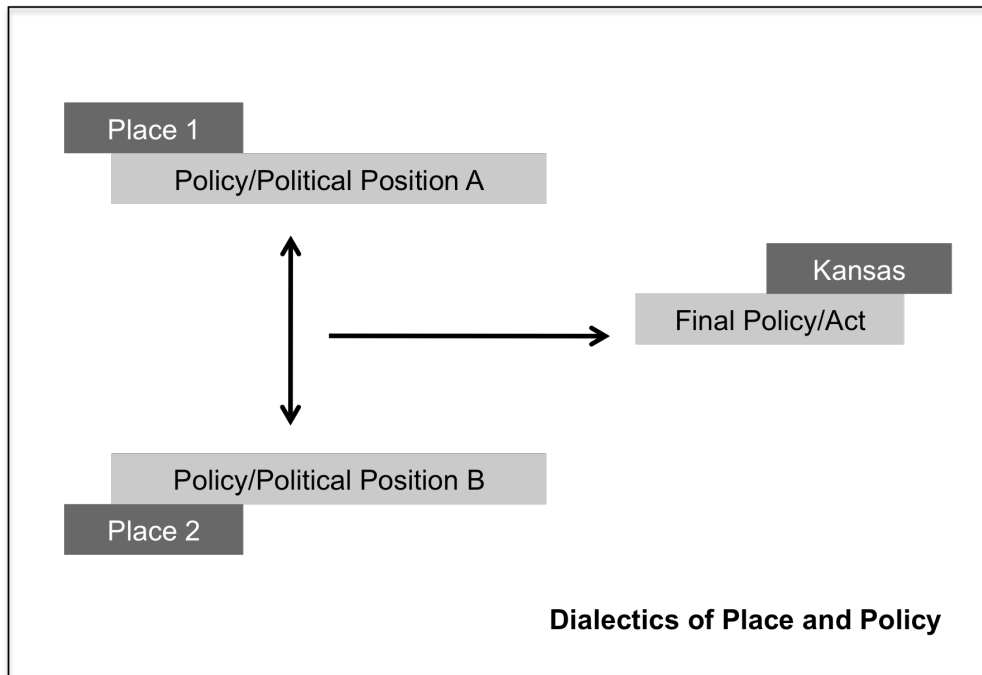 Place 1
Policy/Political Position A
Kansas
Final Policy/Act
Policy/Political Position B
Place 2
Dialectics of Place and Policy